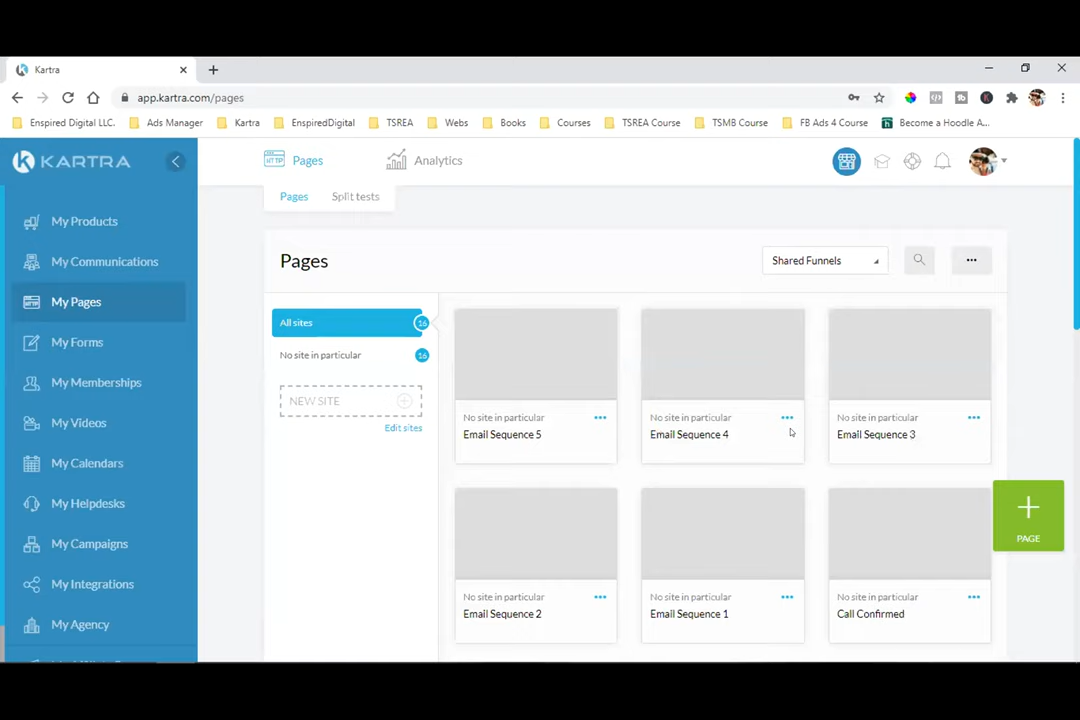 Kartra
app.kartra.com/pages
Enspired Digital LLC. Ads Manager Kartra EnspiredDigital TSREA Webs Books Courses TSREA Course TSMB Course FB Ads 4 Course Become a Hoodle A...
KARTRA
Pages
Analytics
Pages
Split tests
My Products
My Communications
My Pages
My Forms
My Memberships
My Videos
My Calendars
My Helpdesks
My Campaigns
My Integrations
My Agency
Pages
Shared Funnels
All sites 16
No site in particular 16
NEW SITE
Edit sites
No site in particular
Email Sequence 5
No site in particular
Email Sequence 4
No site in particular
Email Sequence 3
No site in particular
Email Sequence 2
No site in particular
Email Sequence 1
No site in particular
Call Confirmed
PAGE